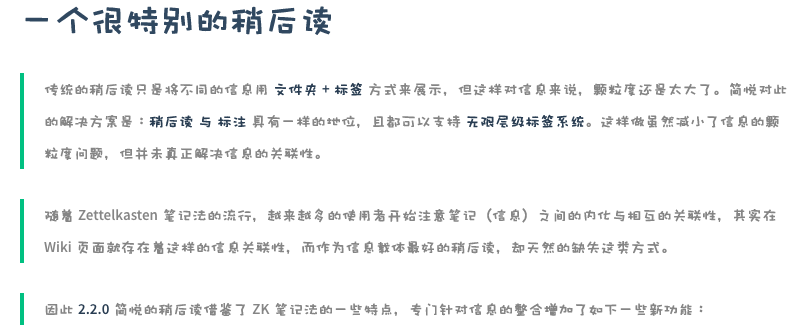 一个很特别的稍后读
传统的稍后读只是将不同的信息用 文件夹 + 标签 方式来展示，但这样对信息来说，颗粒度还是太大了。简悦对此
的解决方案是：稍后读 与 标注 具有一样的地位，且都可以支持 无限层级标签系统。这样做虽然减小了信息的颗
粒度问题，但并未真正解决信息的关联性。
随着 Zettelkasten 笔记法的流行，越来越多的使用者开始注意笔记（信息）之间的内化与相互的关联性，其实在
Wiki 页面就存在着这样的信息关联性，而作为信息载体最好的稍后读，却天然的缺失这类方式。
因此 2.2.0 简悦的稍后读借鉴了 ZK 笔记法的一些特点，专门针对信息的整合增加了如下一些新功能：